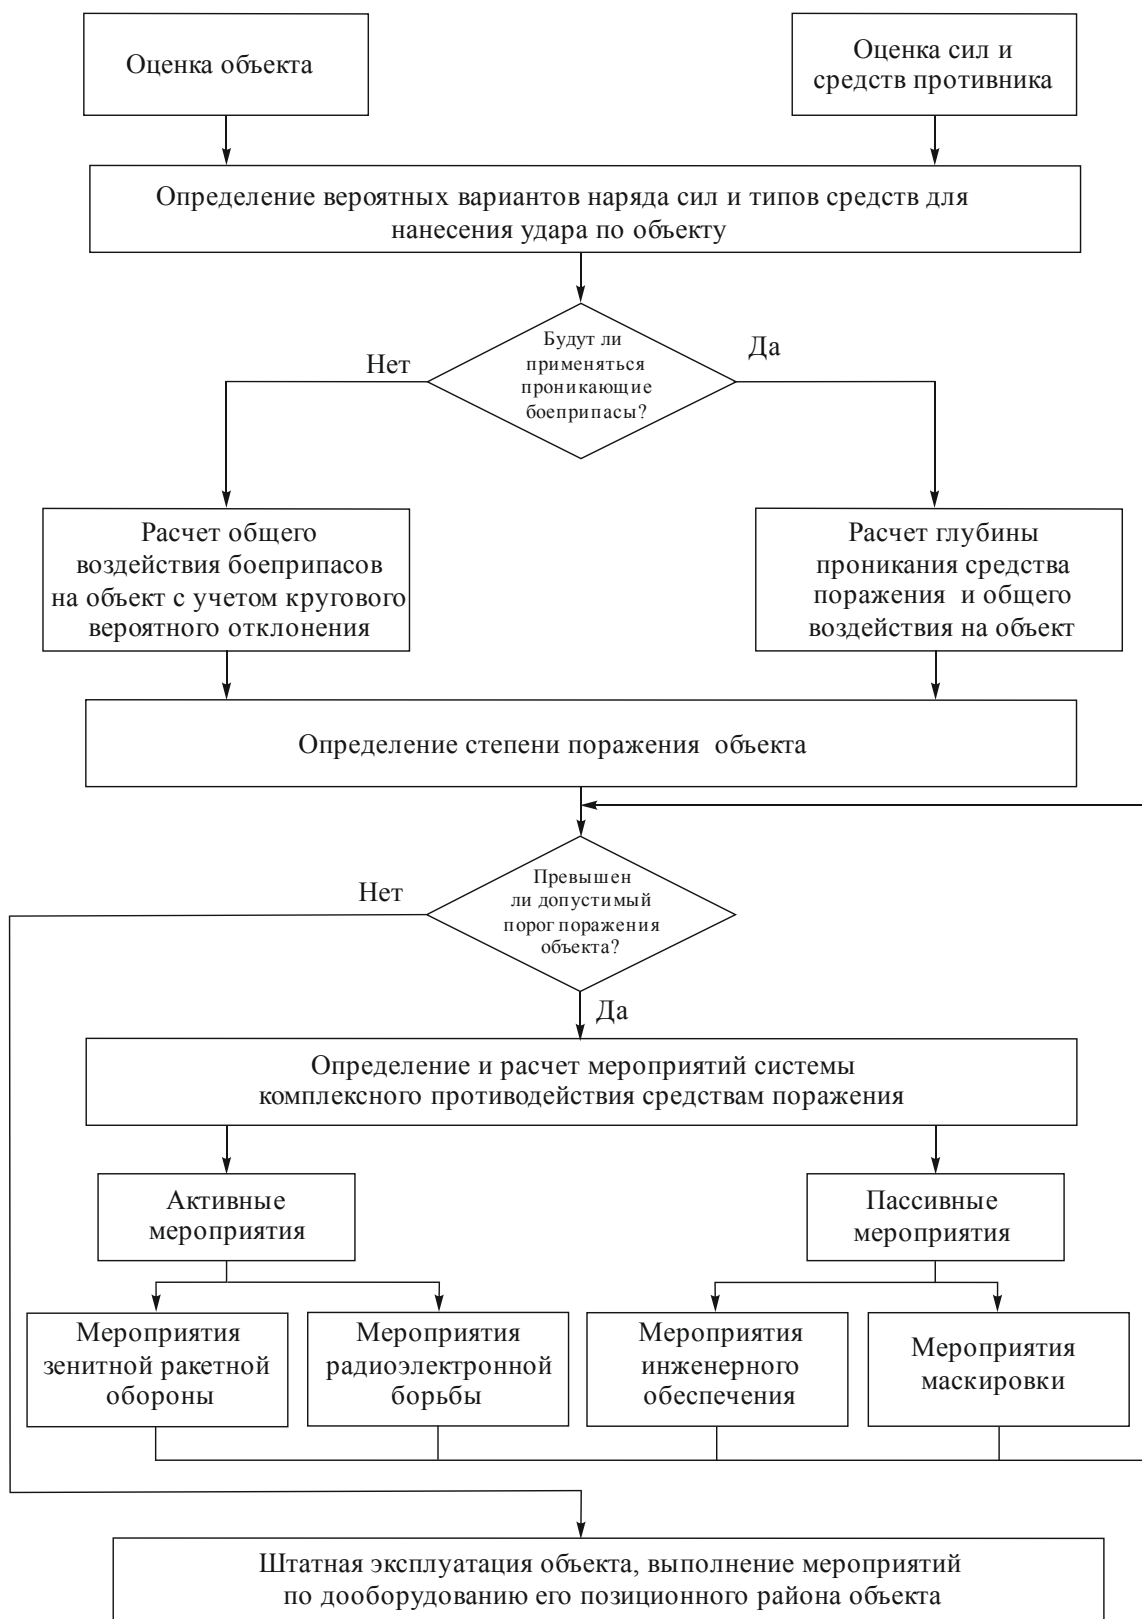 Оценка объекта
Оценка сил и
средств противника
Определение вероятных вариантов наряда сил и типов средств для
нанесения удара по объекту
Будут ли
применяться
проникающие
боеприпасы?
Нет
Да
Расчет общего
воздействия боеприпасов
на объект с учетом кругового
вероятного отклонения
Расчет глубины
проникания средства
поражения и общего
воздействия на объект
Определение степени поражения объекта
Превышен
ли допустимый
порог поражения
объекта?
Нет
Да
Определение и расчет мероприятий системы
комплексного противодействия средствам поражения
Активные
мероприятия
Пассивные
мероприятия
Мероприятия
зенитной ракетной
обороны
Мероприятия
радиоэлектронной
борьбы
Мероприятия
инженерного
обеспечения
Мероприятия
маскировки
Штатная эксплуатация объекта, выполнение мероприятий
по дооборудованию его позиционного района объекта